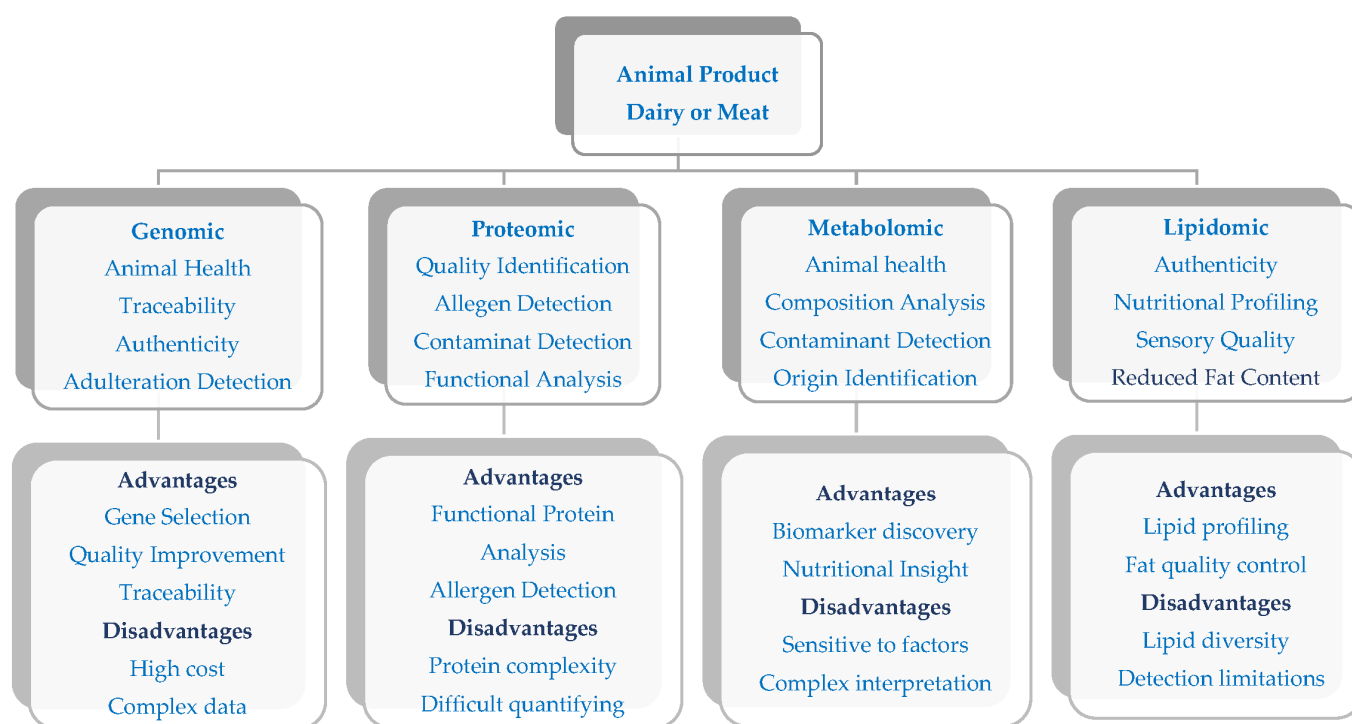 Animal Product
Dairy or Meat
Genomic
Animal Health
Traceability
Authenticity
Adulteration Detection
Proteomic
Quality Identification
Allegen Detection
Contaminat Detection
Functional Analysis
Metabolomic
Animal health
Composition Analysis
Contaminant Detection
Origin Identification
Lipidomic
Authenticity
Nutritional Profiling
Sensory Quality
Reduced Fat Content
Advantages
Gene Selection
Quality Improvement
Traceability
Disadvantages
High cost
Complex data
Advantages
Functional Protein
Analysis
Allergen Detection
Disadvantages
Protein complexity
Difficult quantifying
Advantages
Biomarker discovery
Nutritional Insight
Disadvantages
Sensitive to factors
Complex interpretation
Advantages
Lipid profiling
Fat quality control
Disadvantages
Lipid diversity
Detection limitations